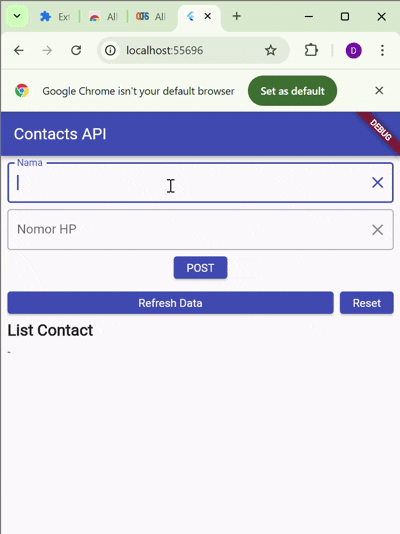 Ex
All
All
localhost:55696
D
Google Chrome isn't your default browser
Set as default
Contacts API
DEBUG
Nama
Nomor HP
POST
Refresh Data
Reset
List Contact
-